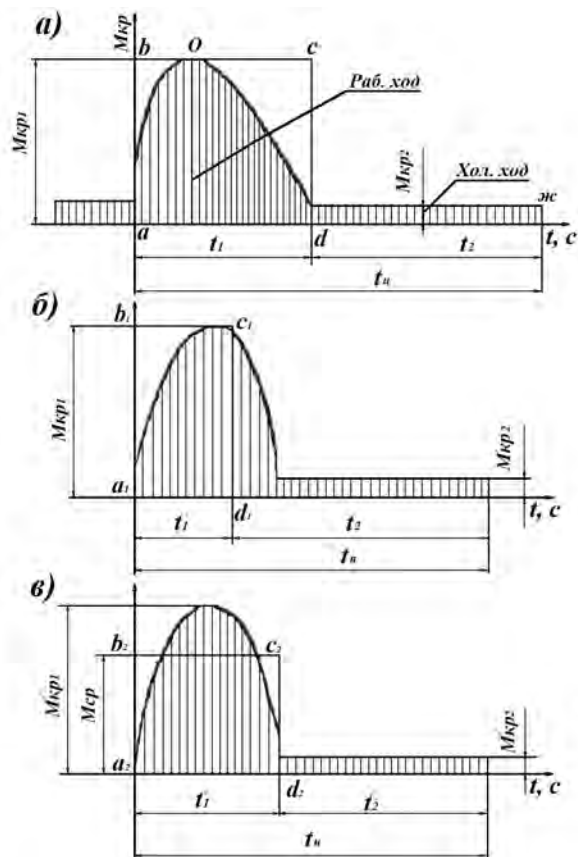 а)
Мкр
b O c
Раб. ход
Мкр₁
Мкр₂
Хол. ход
ж
a d
t₁ t₂ t, с
tц
б)
b₁ c₁
Мкр₁
Мкр₂
a₁ d₁
t₁ t₂ t, с
tц
в)
b₂ c₂
Мкр₁
Мср
Мкр₂
a₂ d₂
t₁ t₂ t, с
tц